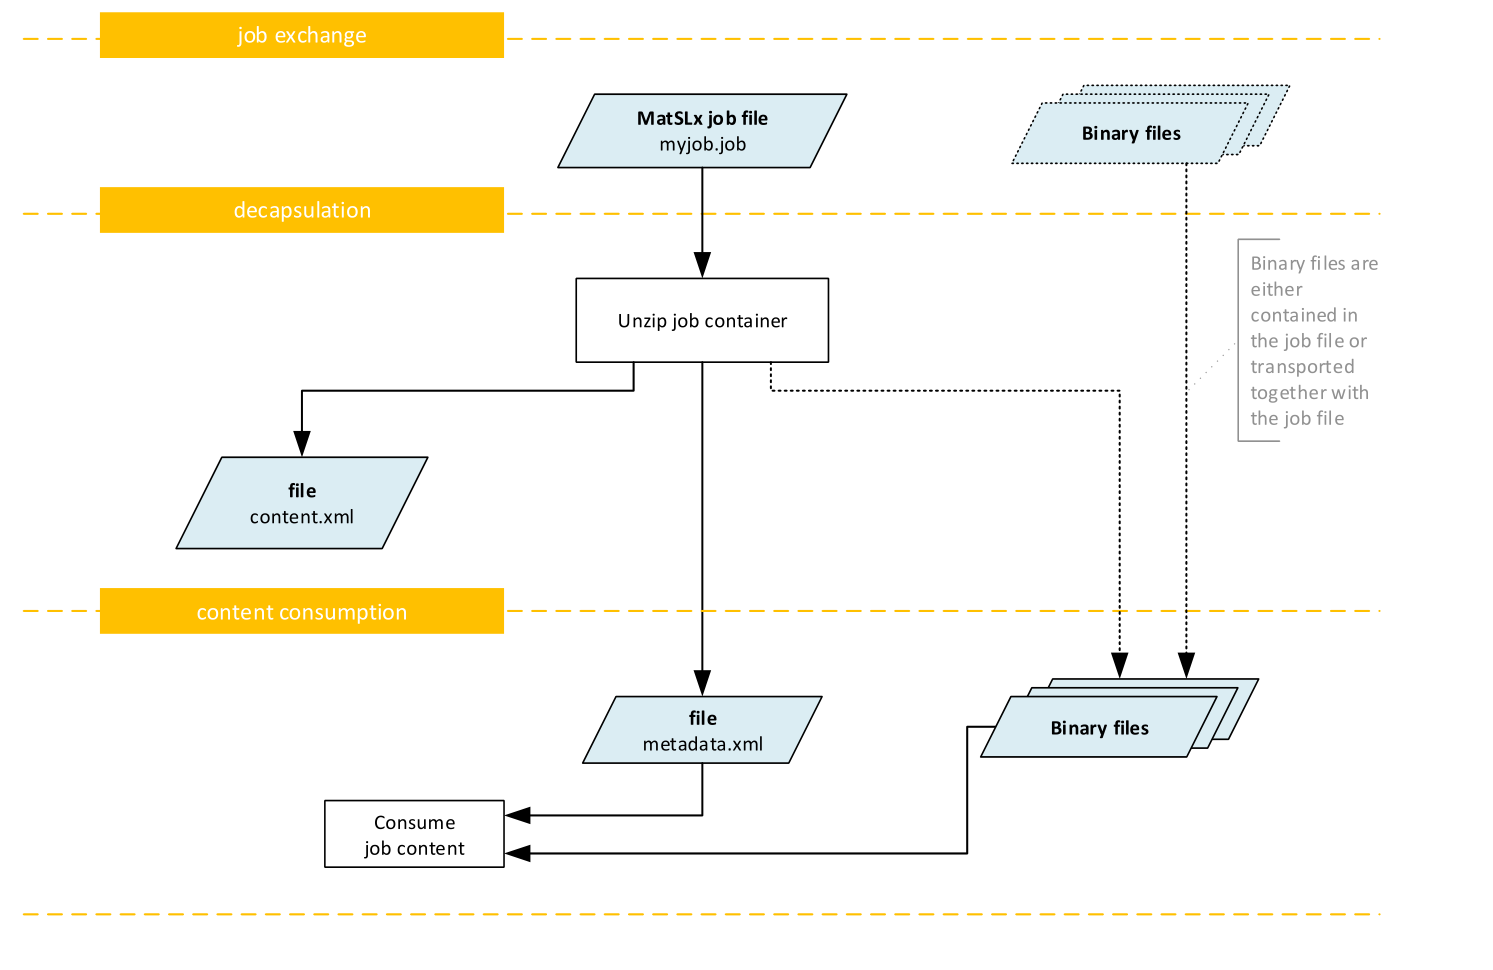 job exchange
MatSLx job file
myjob.job
Binary files
decapsulation
Binary files are
either
contained in
the job file or
transported
together with
the job file
Unzip job container
file
content.xml
content consumption
file
metadata.xml
Binary files
Consume
job content